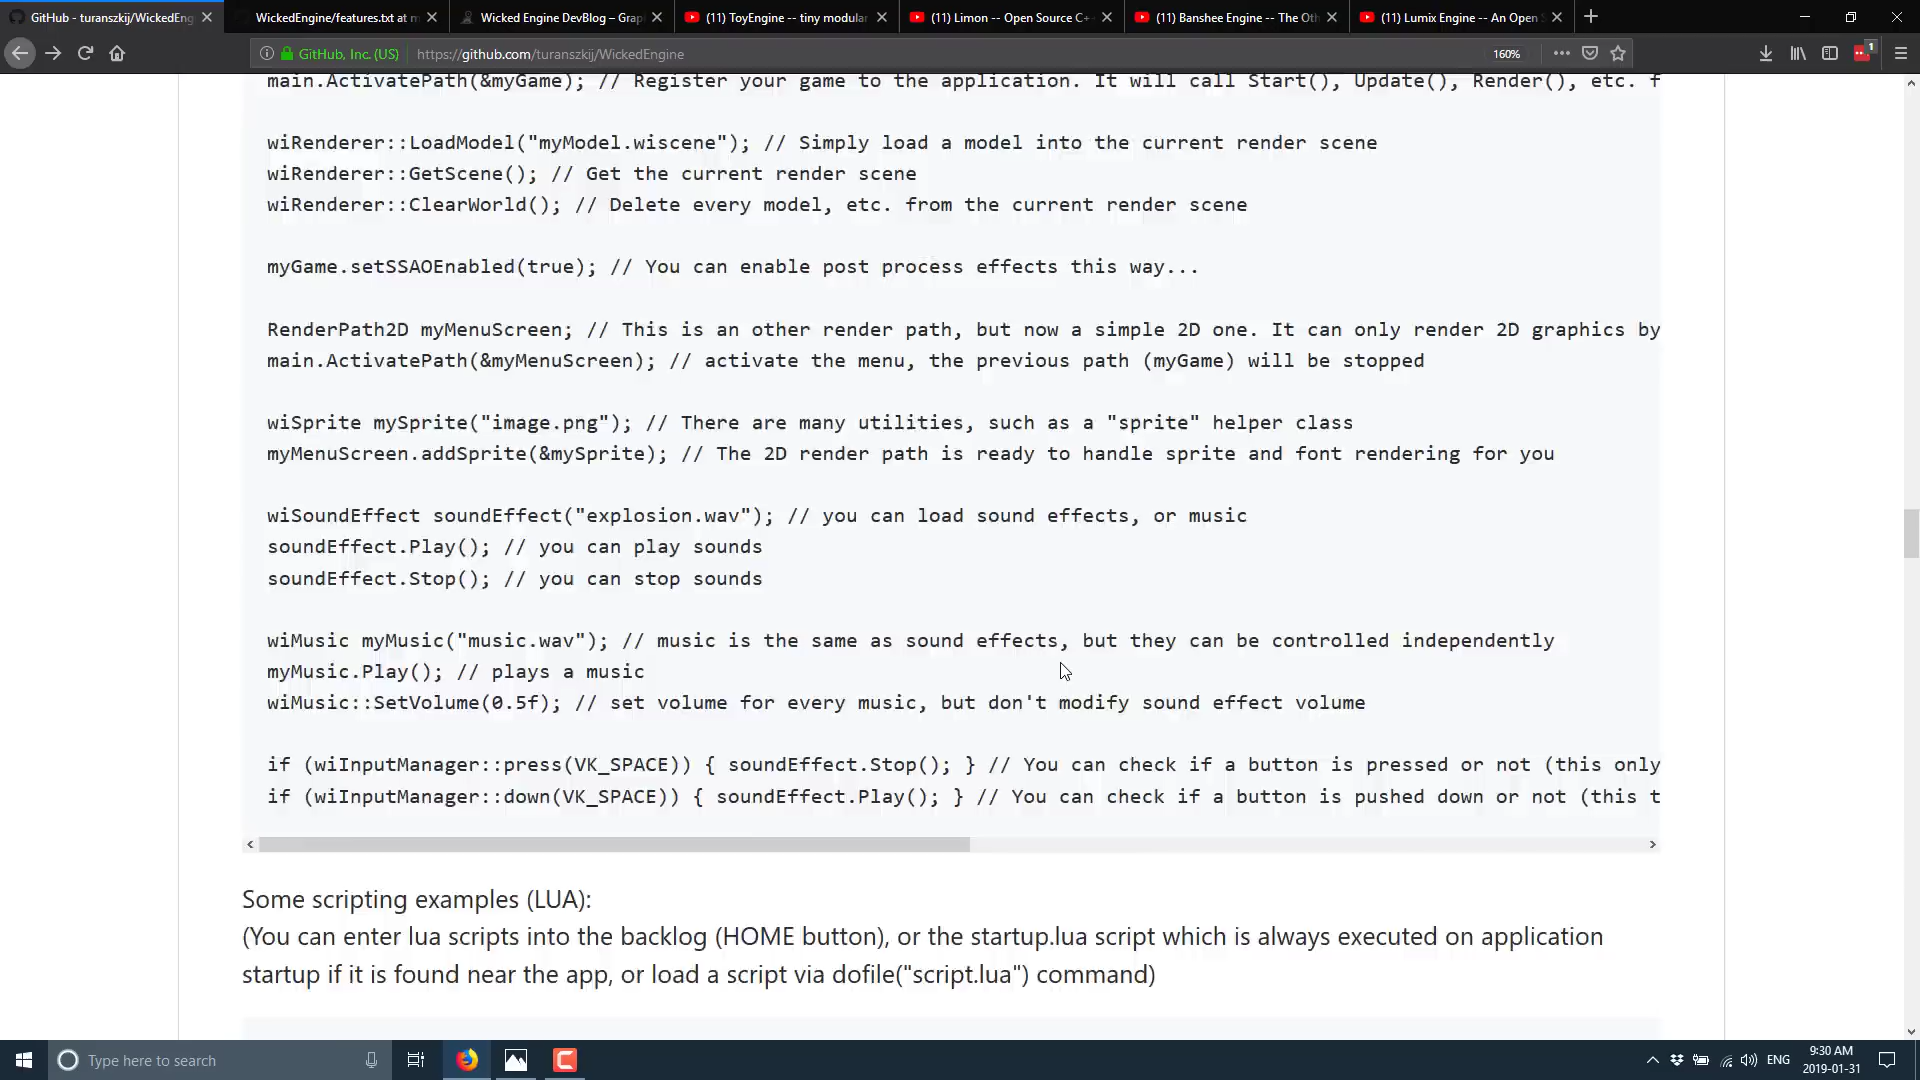 GitHub - turanszkij/WickedEng
WickedEngine/features.txt at m
Wicked Engine DevBlog – Grap
(11) ToyEngine -- tiny modular
(11) Limon -- Open Source C+
(11) Banshee Engine -- The Ot
(11) Lumix Engine -- An Open
GitHub, Inc. (US)
https://github.com/turanszkij/WickedEngine
160%
1
main.ActivatePath(&myGame); // Register your game to the application. It will call Start(), Update(), Render(), etc. f
wiRenderer::LoadModel("myModel.wiscene"); // Simply load a model into the current render scene
wiRenderer::GetScene(); // Get the current render scene
wiRenderer::ClearWorld(); // Delete every model, etc. from the current render scene
myGame.setSSAOEnabled(true); // You can enable post process effects this way...
RenderPath2D myMenuScreen; // This is an other render path, but now a simple 2D one. It can only render 2D graphics by
main.ActivatePath(&myMenuScreen); // activate the menu, the previous path (myGame) will be stopped
wiSprite mySprite("image.png"); // There are many utilities, such as a "sprite" helper class
myMenuScreen.addSprite(&mySprite); // The 2D render path is ready to handle sprite and font rendering for you
wiSoundEffect soundEffect("explosion.wav"); // you can load sound effects, or music
soundEffect.Play(); // you can play sounds
soundEffect.Stop(); // you can stop sounds
wiMusic myMusic("music.wav"); // music is the same as sound effects, but they can be controlled independently
myMusic.Play(); // plays a music
wiMusic::SetVolume(0.5f); // set volume for every music, but don't modify sound effect volume
if (wiInputManager::press(VK_SPACE)) { soundEffect.Stop(); } // You can check if a button is pressed or not (this only
if (wiInputManager::down(VK_SPACE)) { soundEffect.Play(); } // You can check if a button is pushed down or not (this t
Some scripting examples (LUA):
(You can enter lua scripts into the backlog (HOME button), or the startup.lua script which is always executed on application
startup if it is found near the app, or load a script via dofile("script.lua") command)
Type here to search
ENG
9:30 AM
2019-01-31